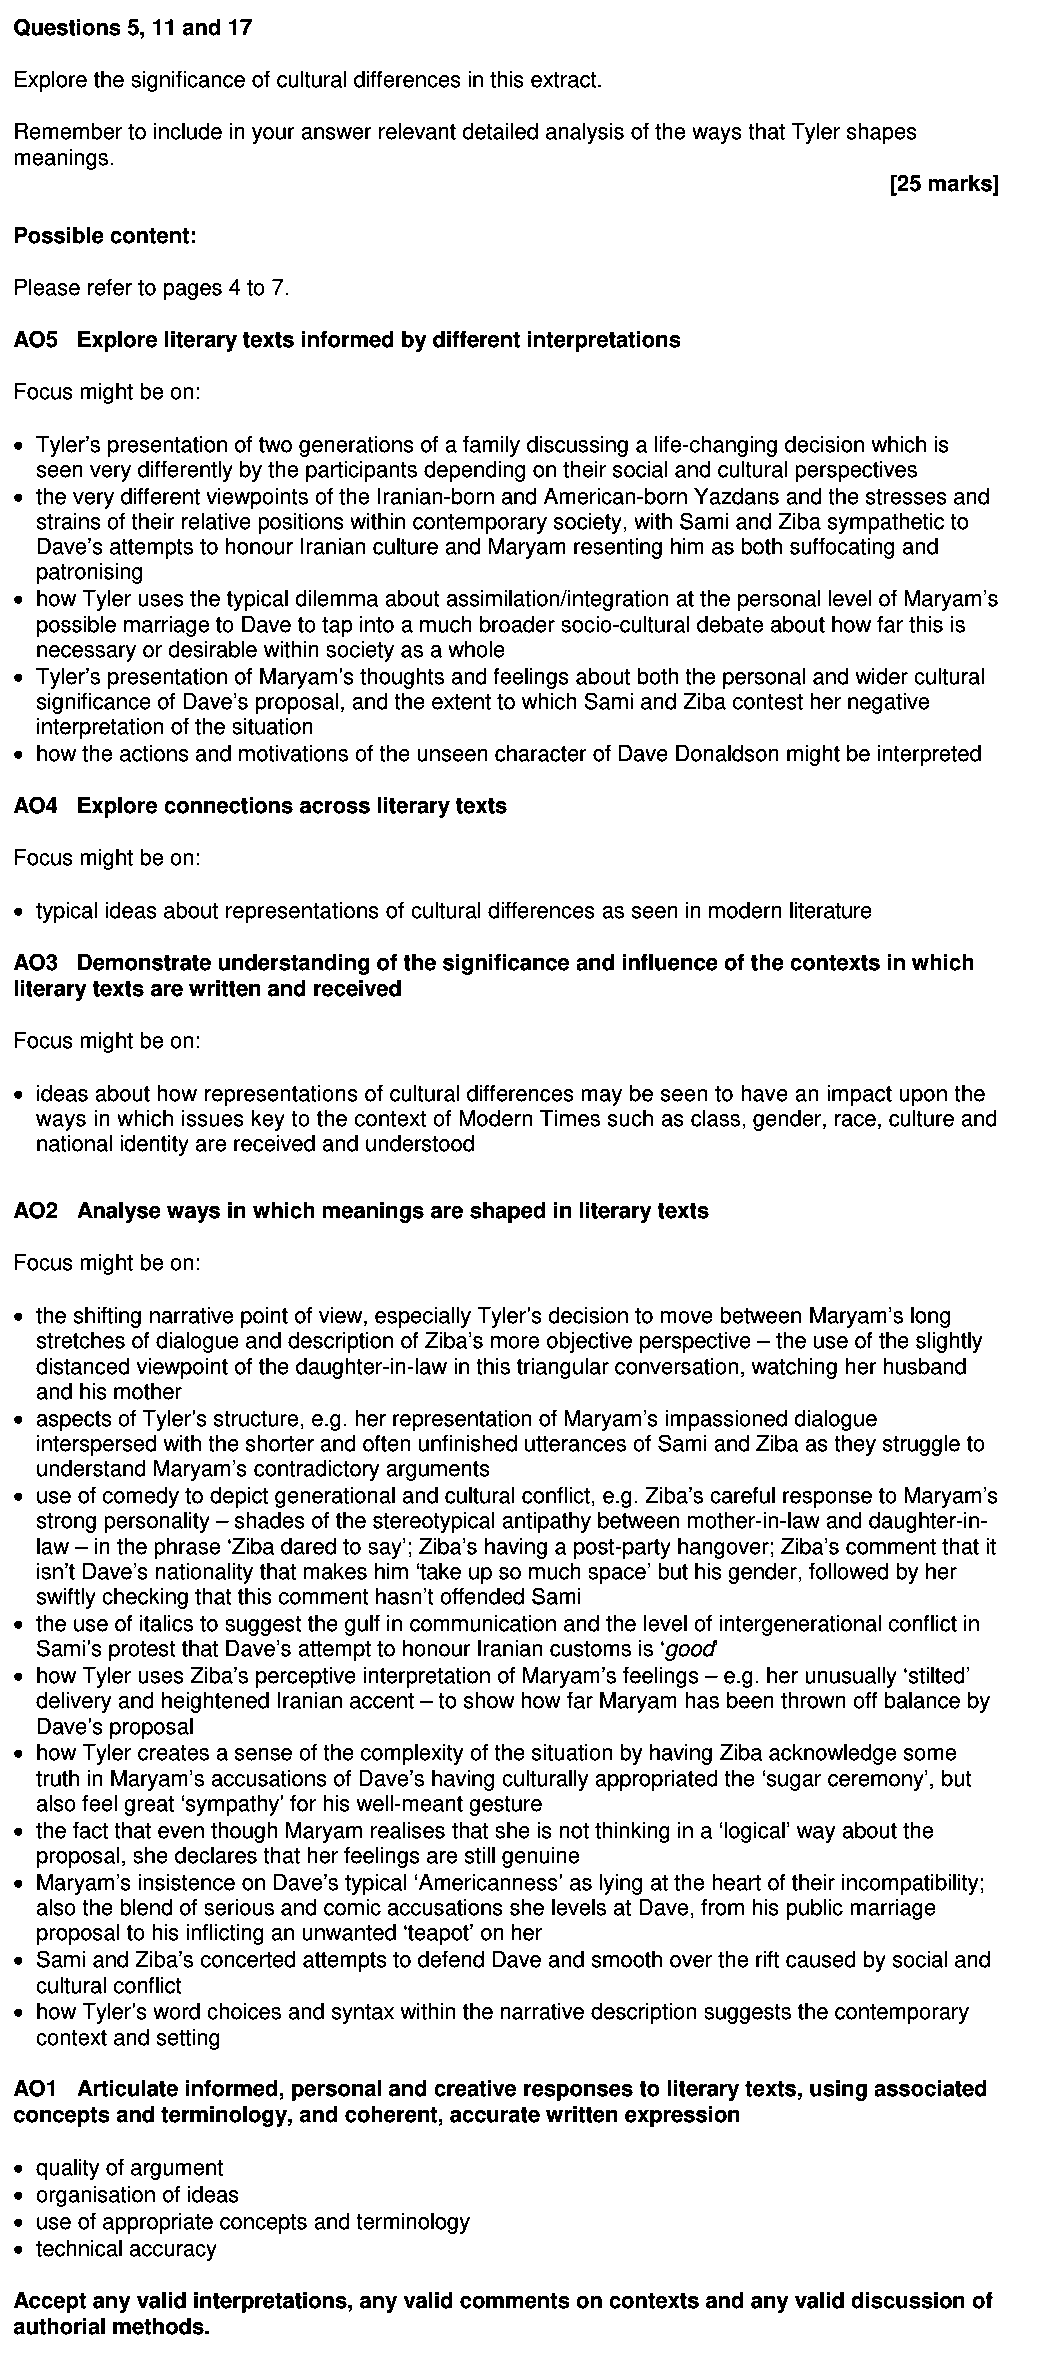 Questions 5, 11 and 17
Explore the significance of cultural differences in this extract.
Remember to include in your answer relevant detailed analysis of the ways that Tyler shapes
meanings.
[25 marks]
Possible content:
Please refer to pages 4 to 7.
AO5 Explore literary texts informed by different interpretations
Focus might be on:
• Tyler's presentation of two generations of a family discussing a life-changing decision which is
seen very differently by the participants depending on their social and cultural perspectives
• the very different viewpoints of the Iranian-born and American-born Yazdans and the stresses and
strains of their relative positions within contemporary society, with Sami and Ziba sympathetic to
Dave's attempts to honour Iranian culture and Maryam resenting him as both suffocating and
patronising
• how Tyler uses the typical dilemma about assimilation/integration at the personal level of Maryam's
possible marriage to Dave to tap into a much broader socio-cultural debate about how far this is
necessary or desirable within society as a whole
• Tyler's presentation of Maryam's thoughts and feelings about both the personal and wider cultural
significance of Dave's proposal, and the extent to which Sami and Ziba contest her negative
interpretation of the situation
• how the actions and motivations of the unseen character of Dave Donaldson might be interpreted
AO4 Explore connections across literary texts
Focus might be on:
• typical ideas about representations of cultural differences as seen in modern literature
AO3 Demonstrate understanding of the significance and influence of the contexts in which
literary texts are written and received
Focus might be on:
• ideas about how representations of cultural differences may be seen to have an impact upon the
ways in which issues key to the context of Modern Times such as class, gender, race, culture and
national identity are received and understood
AO2 Analyse ways in which meanings are shaped in literary texts
Focus might be on:
• the shifting narrative point of view, especially Tyler's decision to move between Maryam's long
stretches of dialogue and description of Ziba's more objective perspective – the use of the slightly
distanced viewpoint of the daughter-in-law in this triangular conversation, watching her husband
and his mother
• aspects of Tyler's structure, e.g. her representation of Maryam's impassioned dialogue
interspersed with the shorter and often unfinished utterances of Sami and Ziba as they struggle to
understand Maryam's contradictory arguments
• use of comedy to depict generational and cultural conflict, e.g. Ziba's careful response to Maryam's
strong personality – shades of the stereotypical antipathy between mother-in-law and daughter-in-
law – in the phrase 'Ziba dared to say'; Ziba's having a post-party hangover; Ziba's comment that it
isn't Dave's nationality that makes him 'take up so much space' but his gender, followed by her
swiftly checking that this comment hasn't offended Sami
• the use of italics to suggest the gulf in communication and the level of intergenerational conflict in
Sami's protest that Dave's attempt to honour Iranian customs is 'good'
• how Tyler uses Ziba's perceptive interpretation of Maryam's feelings – e.g. her unusually 'stilted'
delivery and heightened Iranian accent – to show how far Maryam has been thrown off balance by
Dave's proposal
• how Tyler creates a sense of the complexity of the situation by having Ziba acknowledge some
truth in Maryam's accusations of Dave's having culturally appropriated the 'sugar ceremony', but
also feel great 'sympathy' for his well-meant gesture
• the fact that even though Maryam realises that she is not thinking in a 'logical' way about the
proposal, she declares that her feelings are still genuine
• Maryam's insistence on Dave's typical 'Americanness' as lying at the heart of their incompatibility;
also the blend of serious and comic accusations she levels at Dave, from his public marriage
proposal to his inflicting an unwanted 'teapot' on her
• Sami and Ziba's concerted attempts to defend Dave and smooth over the rift caused by social and
cultural conflict
• how Tyler's word choices and syntax within the narrative description suggests the contemporary
context and setting
AO1 Articulate informed, personal and creative responses to literary texts, using associated
concepts and terminology, and coherent, accurate written expression
• quality of argument
• organisation of ideas
• use of appropriate concepts and terminology
• technical accuracy
Accept any valid interpretations, any valid comments on contexts and any valid discussion of
authorial methods.